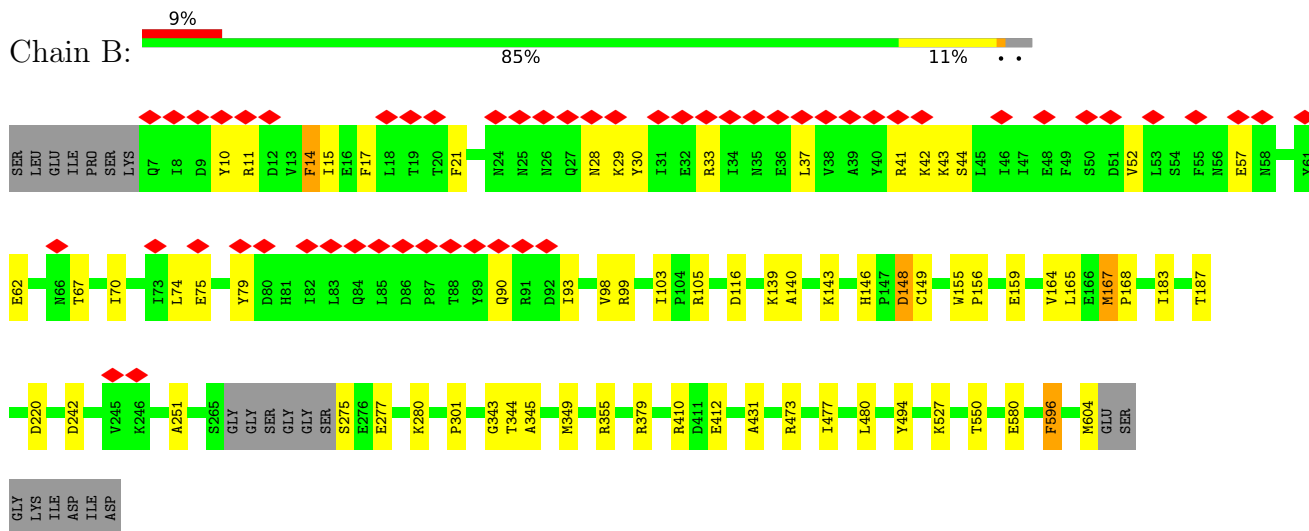 9%
Chain B:
85% 11% • •
SER LEU GLU ILE PRO SER LYS Q7 I8 D9 Y10 R11 D12 V13 F14 I15 E16 F17 L18 T19 T20 F21 N24 N25 N26 Q27 N28 K29 Y30 I31 E32 R33 I34 N35 E36 L37 V38 A39 Y40 R41 K42 K43 S44 L45 I46 I47 E48 F49 S50 D51 V52 L53 S54 F55 N56 E57 N58 Y61
E62 N66 T67 I70 I73 L74 E75 Y79 D80 H81 I82 L83 Q84 L85 D86 P87 T88 Y89 Q90 R91 D92 I93 V98 R99 I103 P104 R105 D116 K139 A140 K143 H146 P147 D148 C149 W155 P156 E159 V164 L165 E166 M167 P168 I183 T187
D220 D242 V245 K246 A251 S265 GLY GLY SER GLY GLY SER S275 E276 E277 K280 P301 G343 T344 A345 M349 R355 R379 R410 D411 E412 A431 R473 I477 L480 Y494 K527 T550 E580 F596 M604 GLU SER
GLY LYS ILE ASP ILE ASP